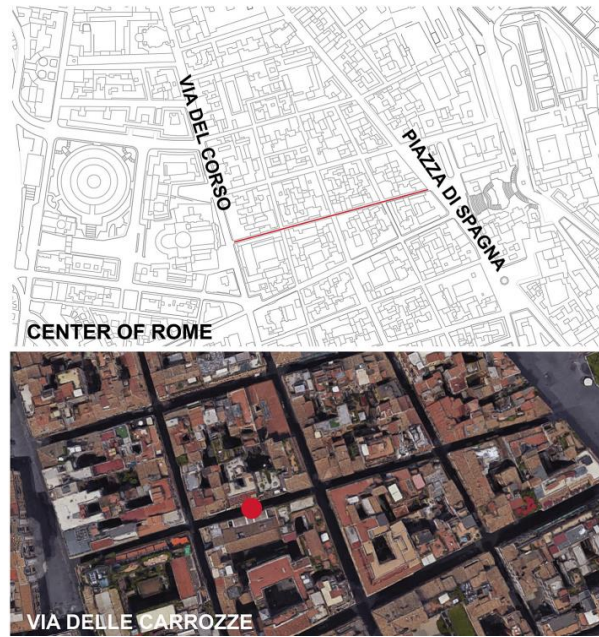 VIA DEL CORSO
PIAZZA DI SPAGNA
CENTER OF ROME
VIA DELLE CARROZZE